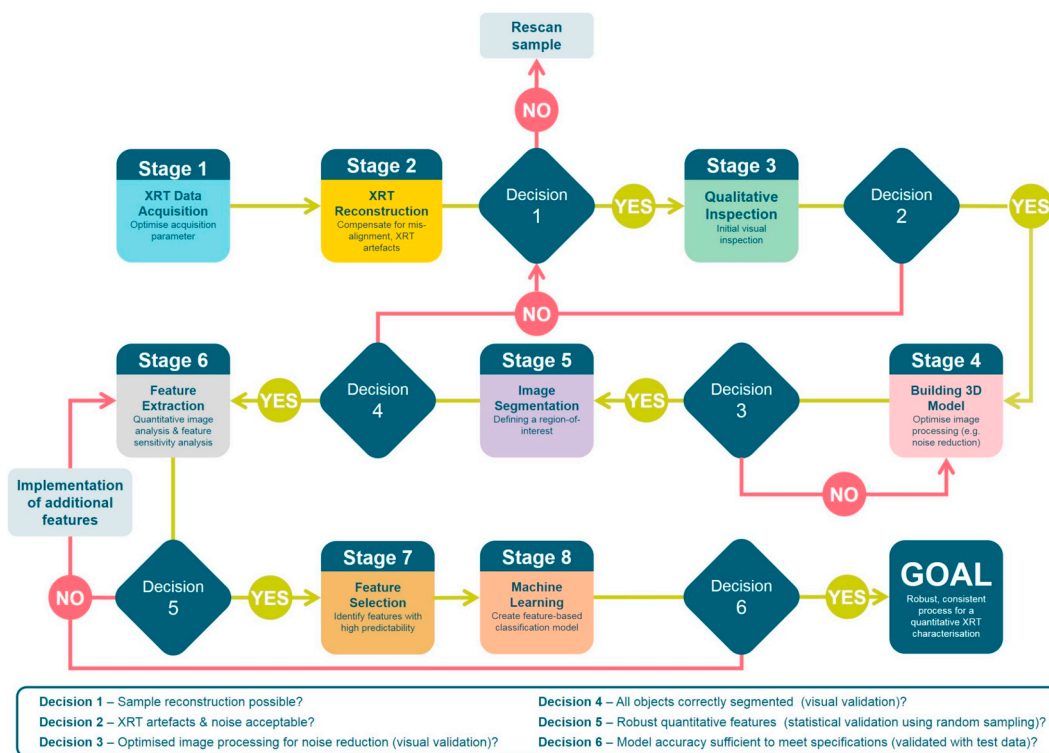 Rescan
sample
NO
Stage 1
XRT Data
Acquisition
Optimise acquisition
parameter
Stage 2
XRT
Reconstruction
Compensate for mis-
alignment, XRT
artefacts
Decision
1
YES
Stage 3
Qualitative
Inspection
Initial visual
inspection
Decision
2
YES
NO
Stage 6
Feature
Extraction
Quantitative image
analysis & feature
sensitivity analysis
YES
Decision
4
Stage 5
Image
Segmentation
Defining a region-of-
interest
YES
Decision
3
Stage 4
Building 3D
Model
Optimise image
processing (e.g.
noise reduction)
NO
Implementation
of additional
features
NO
Decision
5
YES
Stage 7
Feature
Selection
Identify features with
high predictability
Stage 8
Machine
Learning
Create feature-based
classification model
Decision
6
YES
GOAL
Robust, consistent
process for a
quantitative XRT
characterisation
Decision 1 – Sample reconstruction possible?
Decision 2 – XRT artefacts & noise acceptable?
Decision 3 – Optimised image processing for noise reduction (visual validation)?
Decision 4 – All objects correctly segmented (visual validation)?
Decision 5 – Robust quantitative features (statistical validation using random sampling)?
Decision 6 – Model accuracy sufficient to meet specifications (validated with test data)?